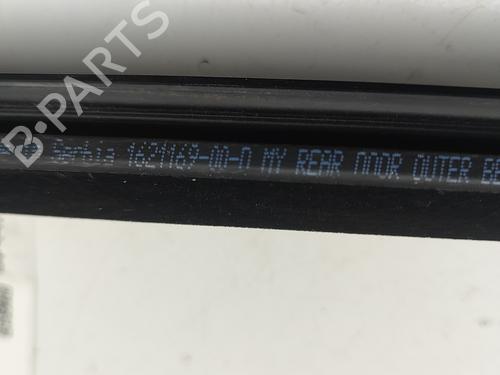 B-PARTS
Serbia 1621169-00-D MY REAR DOOR OUTER BE